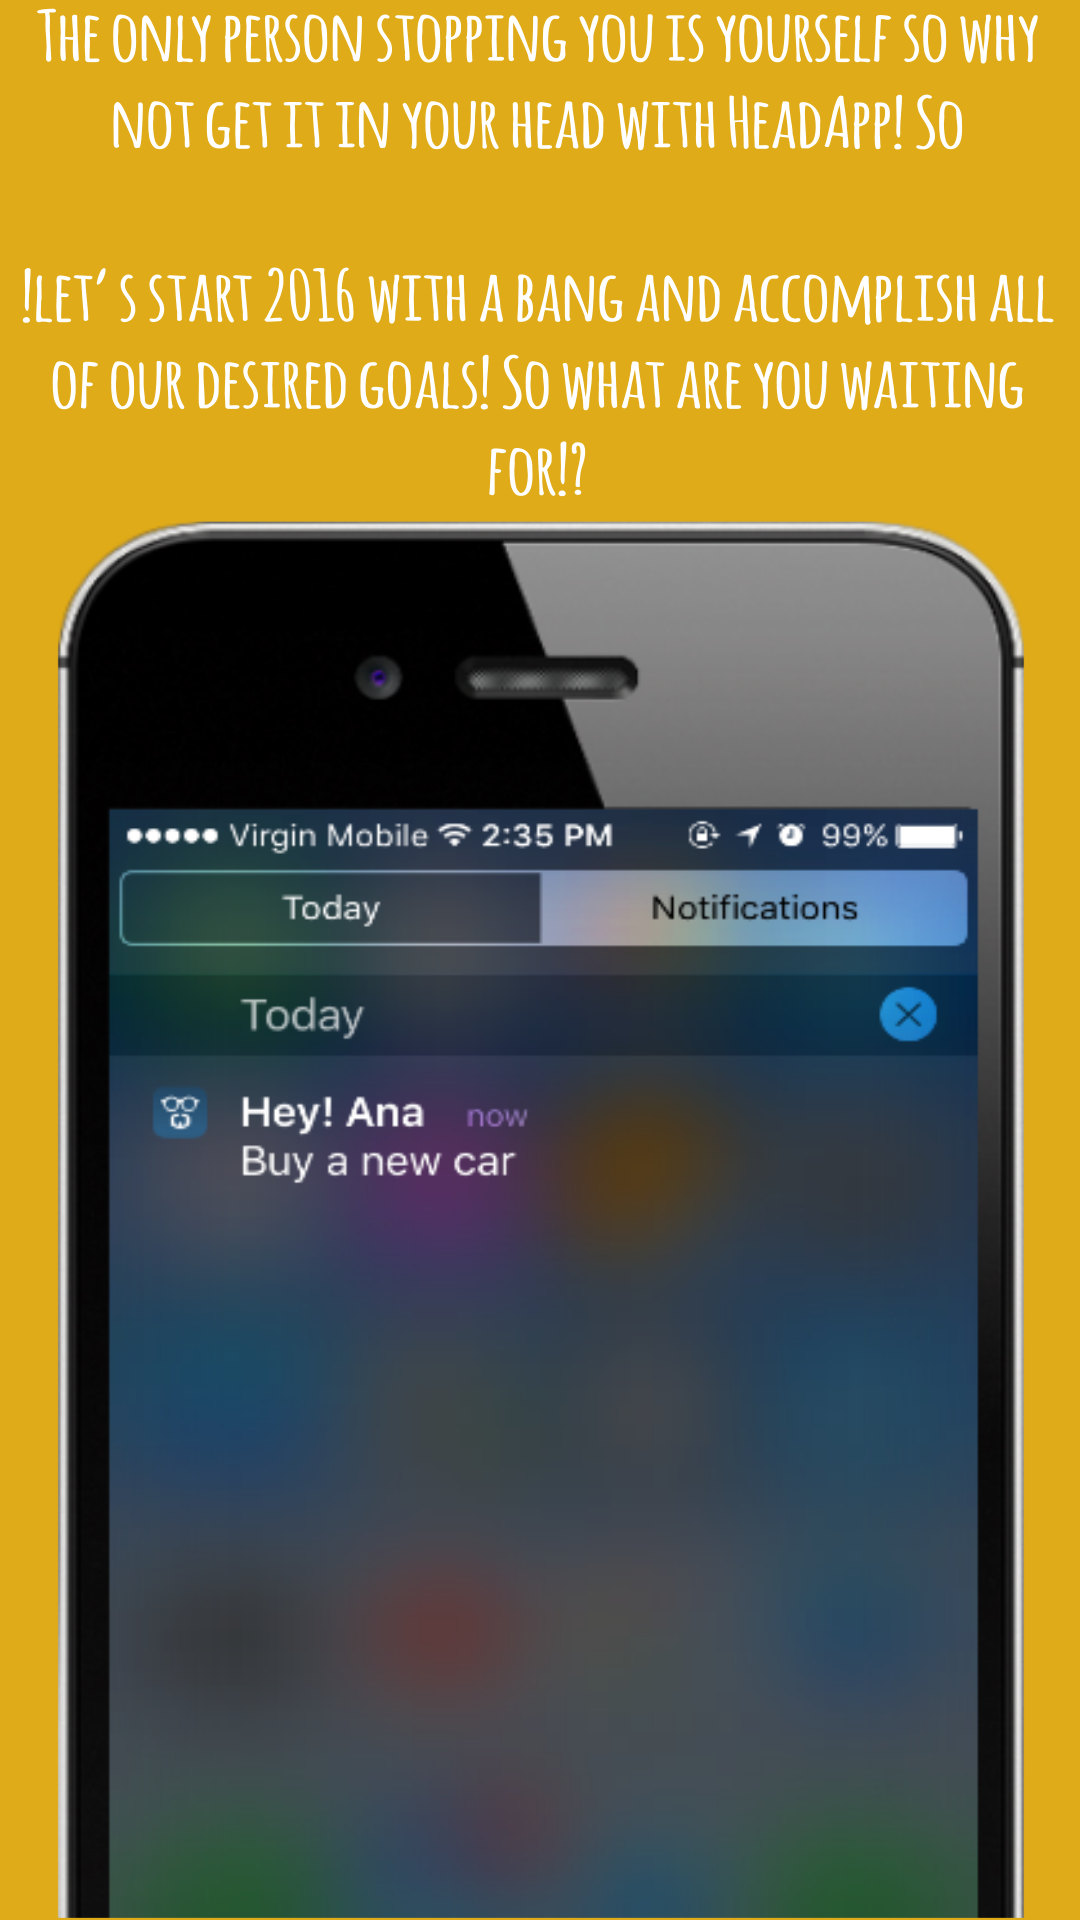 The only person stopping you is yourself so why
not get it in your head with HeadApp! So
!let's start 2016 with a bang and accomplish all
of our desired goals! So what are you waiting
for!?
Virgin Mobile 2:35 PM 99%
Today Notifications
Today
Hey! Ana now
Buy a new car